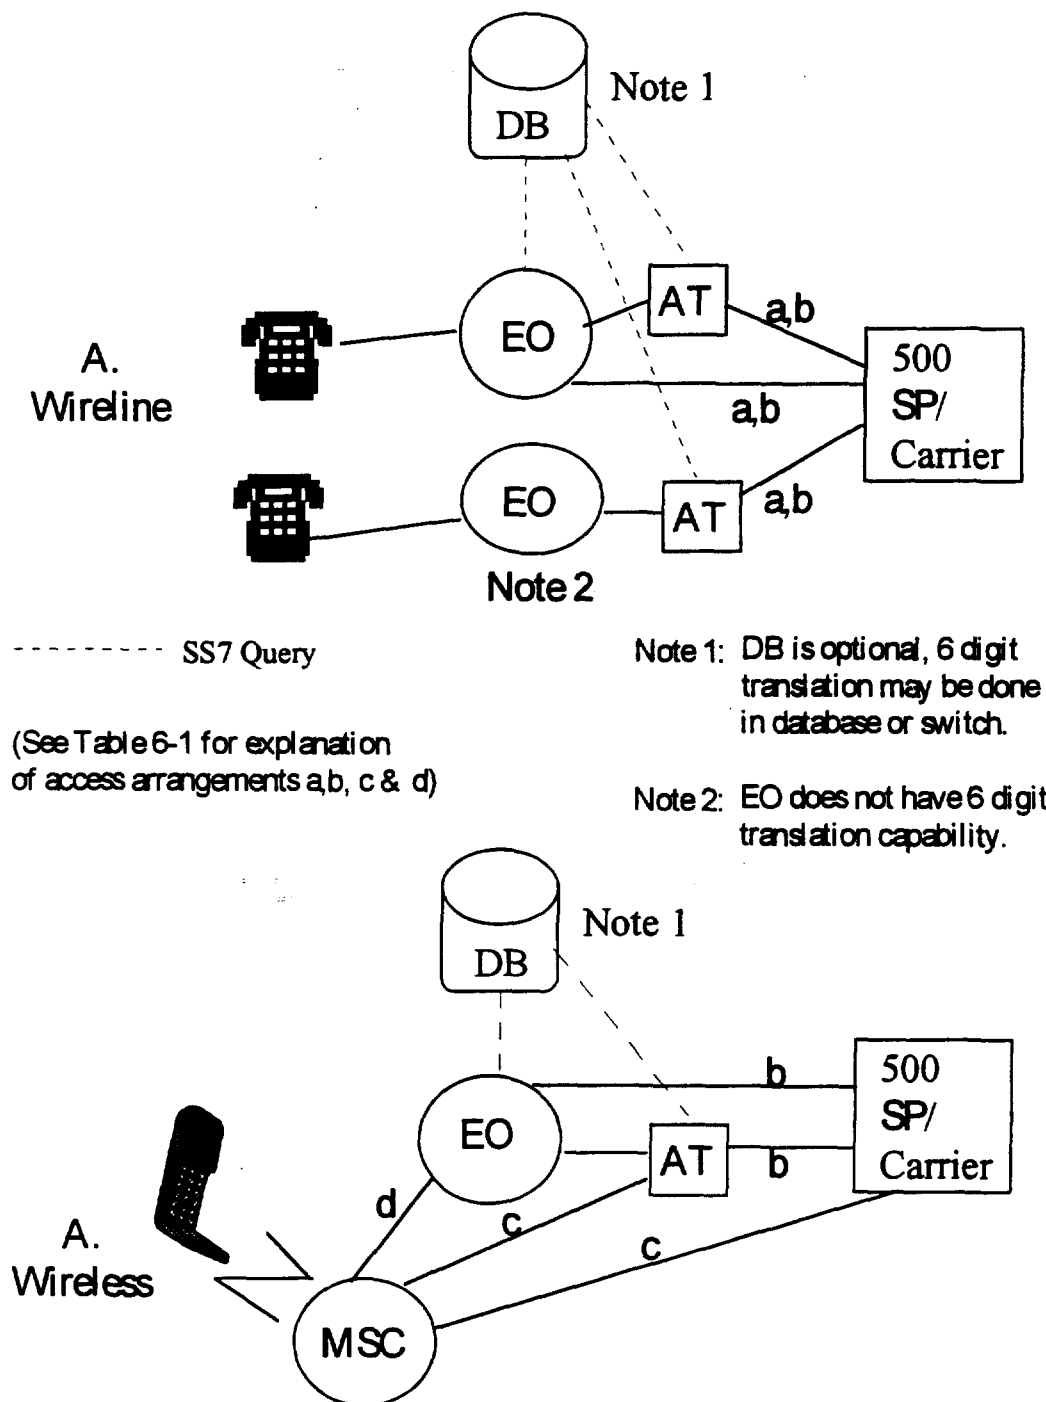 DB
Note 1
A.
Wireline
EO
AT
a,b
a,b
500
SP/
Carrier
EO
Note 2
AT
a,b
SS7 Query
(See Table 6-1 for explanation
of access arrangements a,b, c & d)
Note 1: DB is optional, 6 digit
translation may be done
in database or switch.
Note 2: EO does not have 6 digit
translation capability.
DB
Note 1
EO
b
AT
b
500
SP/
Carrier
d
c
c
A.
Wireless
MSC